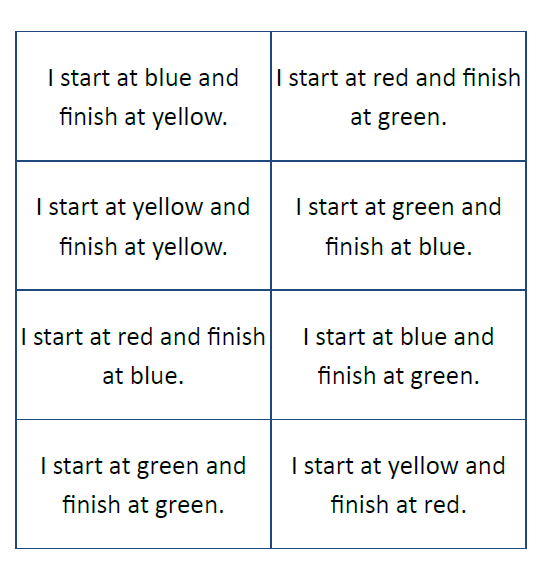 I start at blue and
finish at yellow.
I start at red and finish
at green.
I start at yellow and
finish at yellow.
I start at green and
finish at blue.
I start at red and finish
at blue.
I start at blue and
finish at green.
I start at green and
finish at green.
I start at yellow and
finish at red.